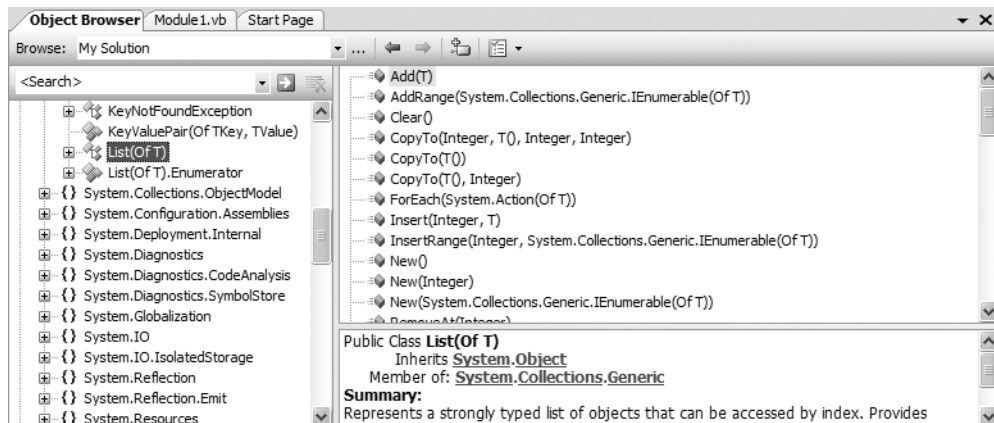 Object Browser Module1.vb Start Page
Browse: My Solution ...
<Search>
KeyNotFoundException
KeyValuePair(Of TKey, TValue)
List(Of T)
List(Of T).Enumerator
{} System.Collections.ObjectModel
{} System.Configuration.Assemblies
{} System.Deployment.Internal
{} System.Diagnostics
{} System.Diagnostics.CodeAnalysis
{} System.Diagnostics.SymbolStore
{} System.Globalization
{} System.IO
{} System.IO.IsolatedStorage
{} System.Reflection
{} System.Reflection.Emit
{} System.Resources
Add(T)
AddRange(System.Collections.Generic.IEnumerable(Of T))
Clear()
CopyTo(Integer, T(), Integer, Integer)
CopyTo(T())
CopyTo(T(), Integer)
ForEach(System.Action(Of T))
Insert(Integer, T)
InsertRange(Integer, System.Collections.Generic.IEnumerable(Of T))
New()
New(Integer)
New(System.Collections.Generic.IEnumerable(Of T))
RemoveAt(Integer)
Public Class List(Of T)
Inherits System.Object
Member of: System.Collections.Generic
Summary:
Represents a strongly typed list of objects that can be accessed by index. Provides